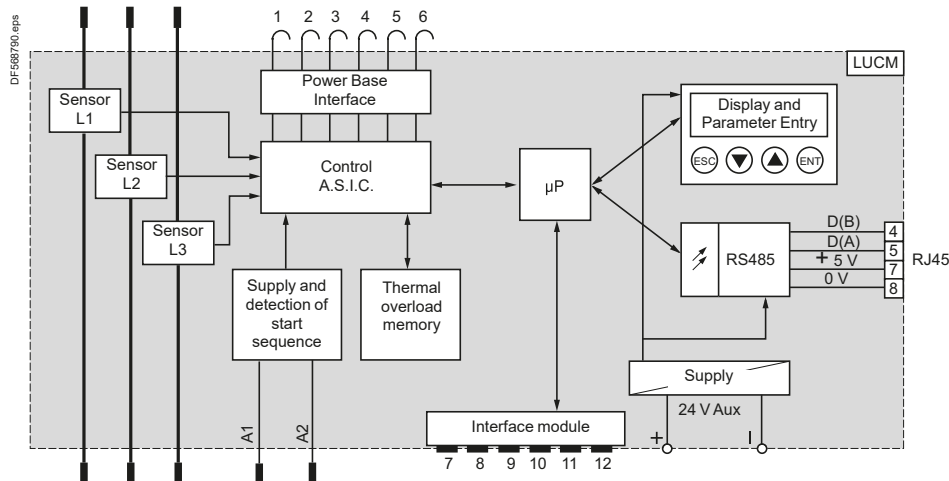 DF568790.eps
1 2 3 4 5 6
LUCM
Power Base
Interface
Sensor
L1
Sensor
L2
Sensor
L3
Control
A.S.I.C.
µP
Display and
Parameter Entry
ESC ENT
RS485
D(B) 4
D(A) 5
+ 5 V 7
0 V 8
RJ45
Supply and
detection of
start
sequence
Thermal
overload
memory
Supply
24 V Aux
+ –
A1 A2
Interface module
7 8 9 10 11 12